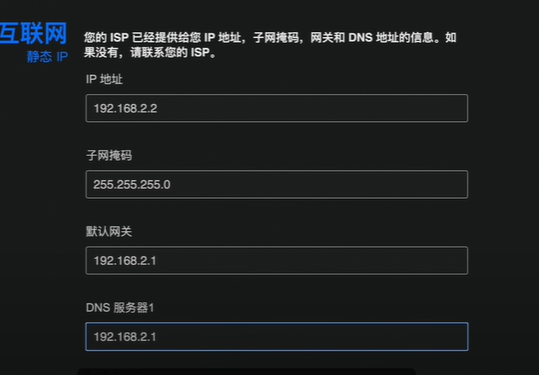 互联网
静态 IP
您的 ISP 已经提供给您 IP 地址，子网掩码，网关和 DNS 地址的信息。如
果没有，请联系您的 ISP。
IP 地址
192.168.2.2
子网掩码
255.255.255.0
默认网关
192.168.2.1
DNS 服务器1
192.168.2.1